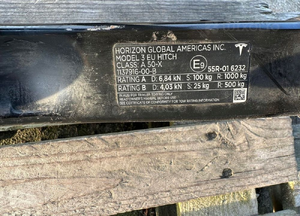 HORIZON GLOBAL AMERICAS INC.
MODEL 3 EU HITCH
CLASS: A 50-X
1137916-00-B
E9 55R-01 6232
RATING A D: 6,84 kN S: 100 kg R: 1000 kg
RATING B D: 4,03 kN S: 25 kg R: 500 kg